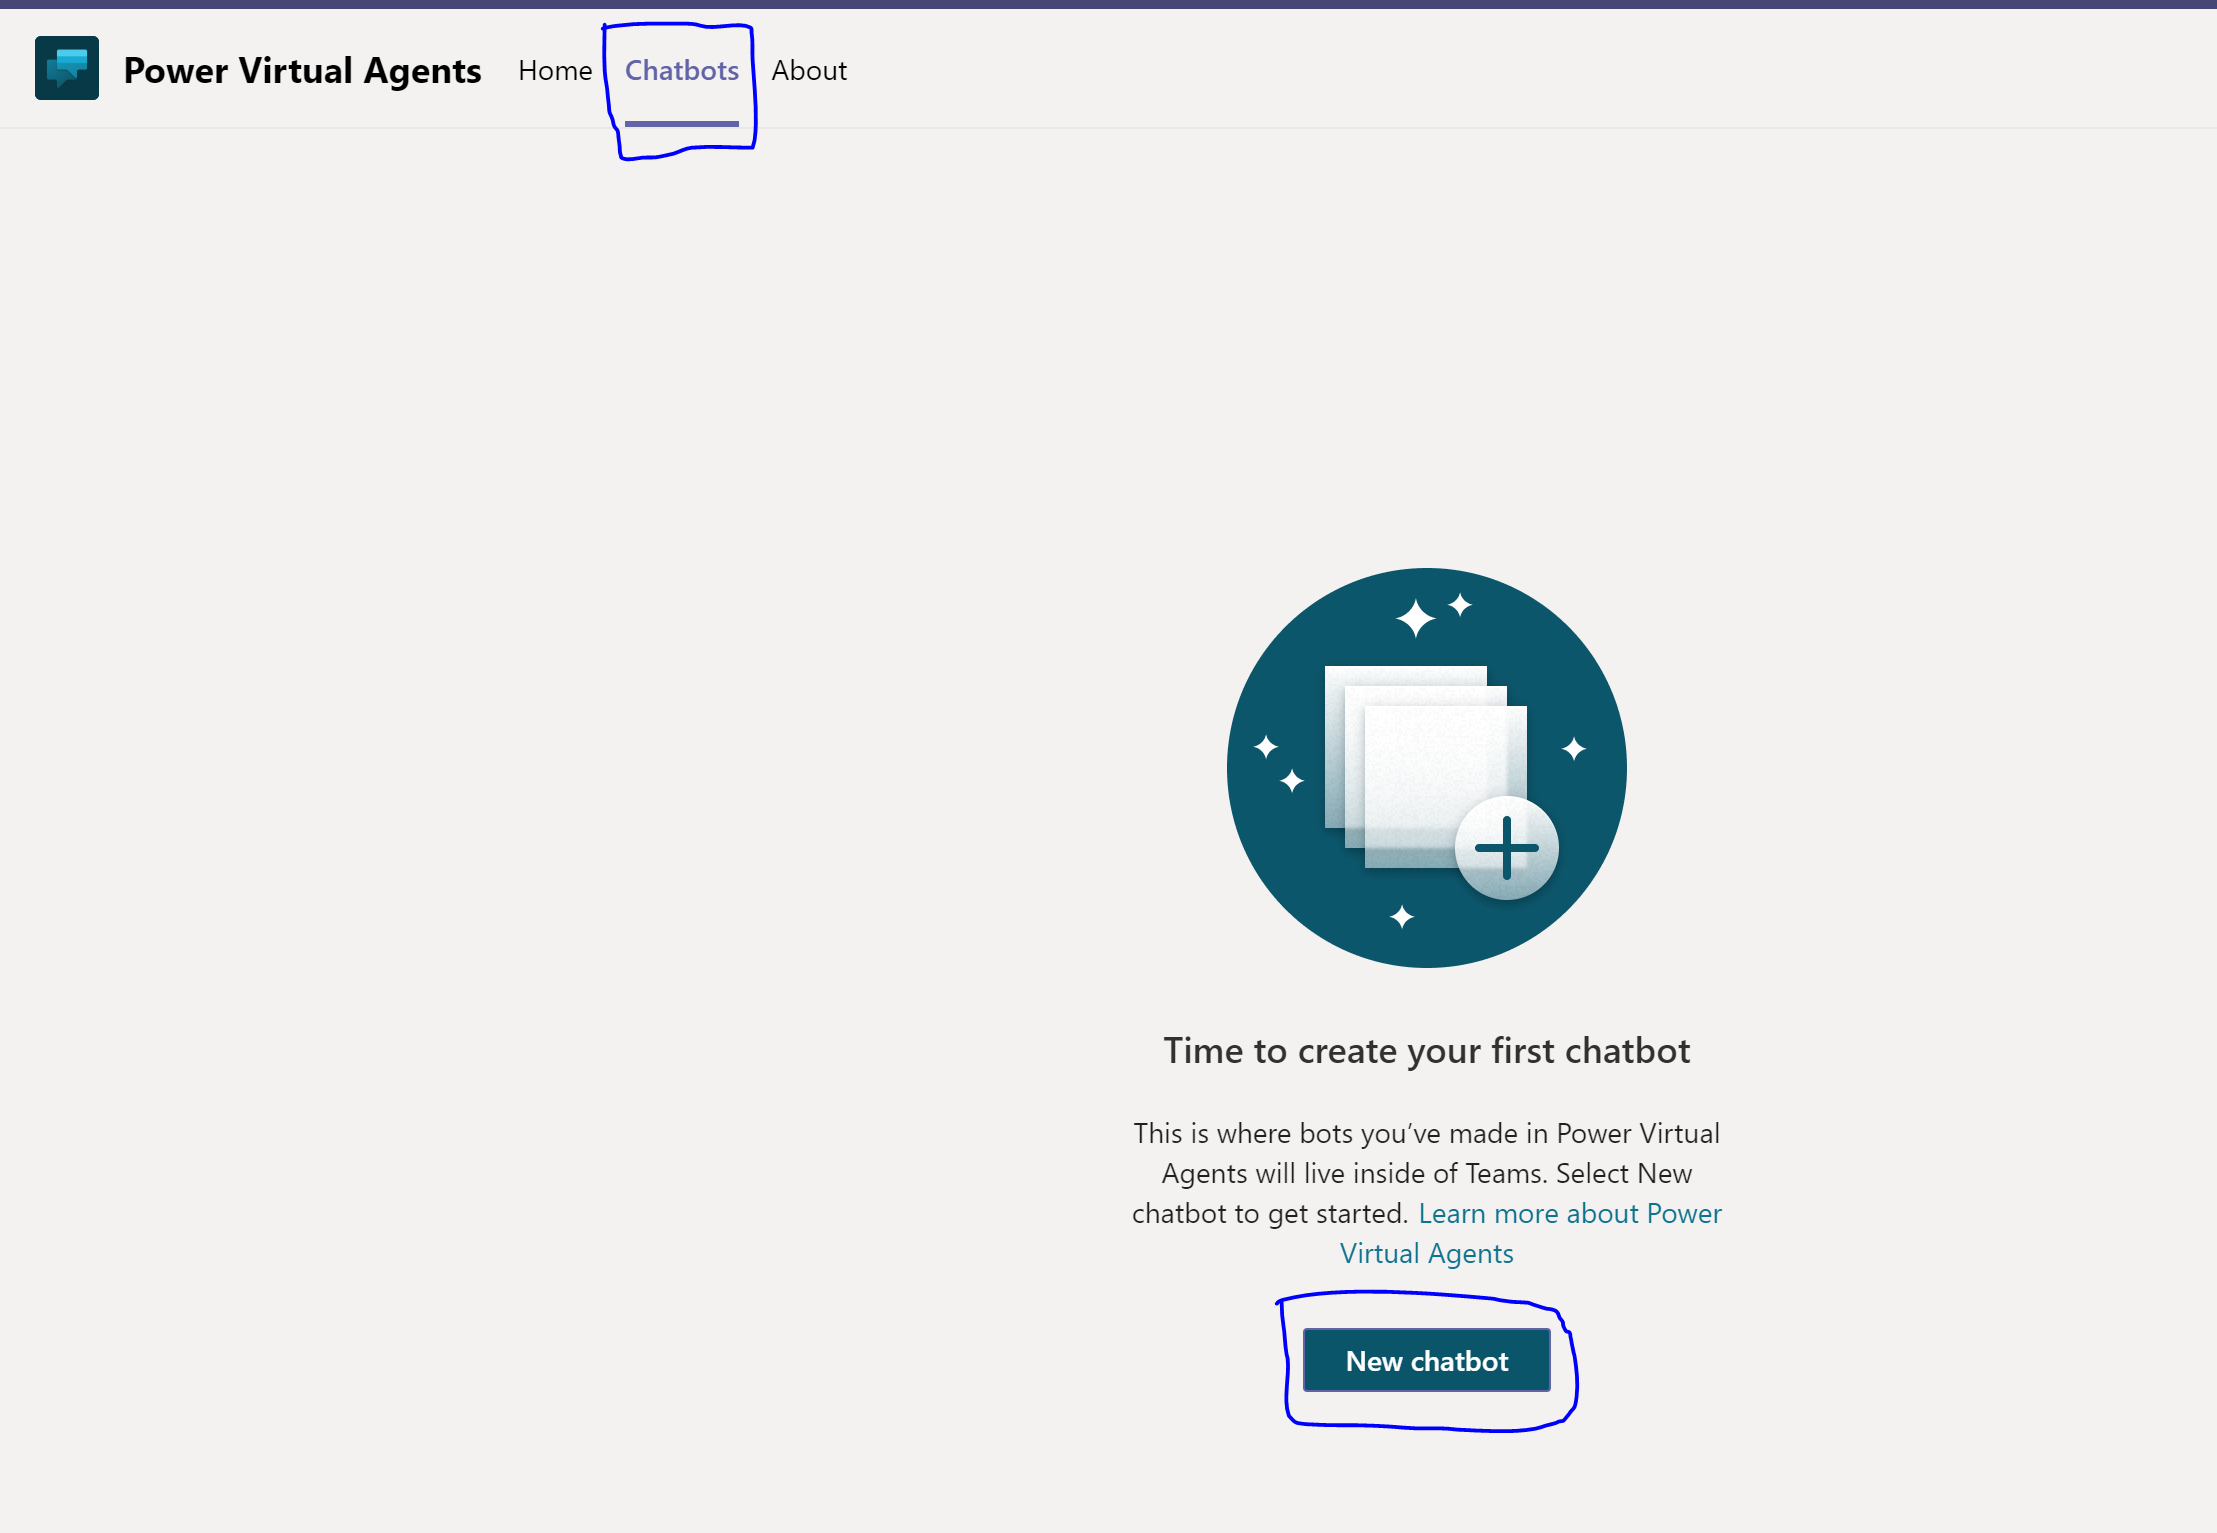 Power Virtual Agents Home Chatbots About
Time to create your first chatbot
This is where bots you’ve made in Power Virtual
Agents will live inside of Teams. Select New
chatbot to get started. Learn more about Power
Virtual Agents
New chatbot